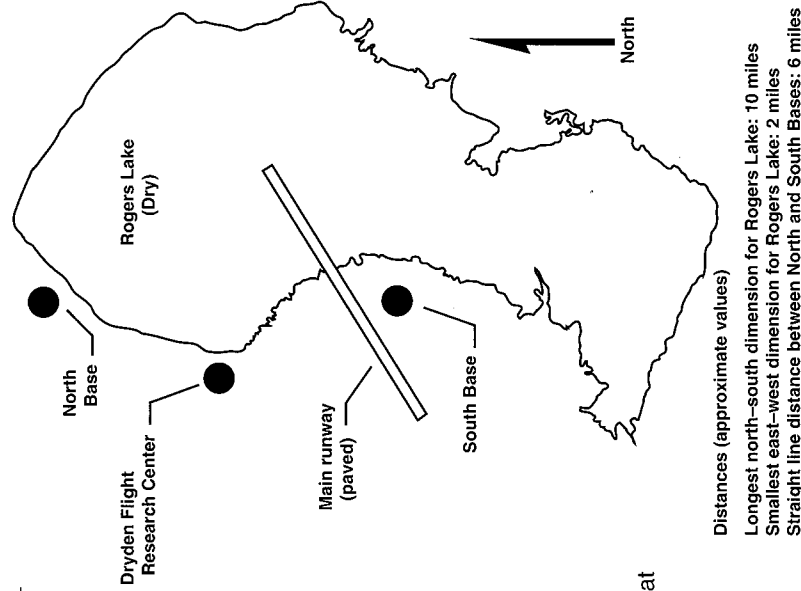 North
Base
Dryden Flight
Research Center
Rogers Lake
(Dry)
Main runway
(paved)
South Base
North
Distances (approximate values)
Longest north–south dimension for Rogers Lake: 10 miles
Smallest east–west dimension for Rogers Lake: 2 miles
Straight line distance between North and South Bases: 6 miles
at